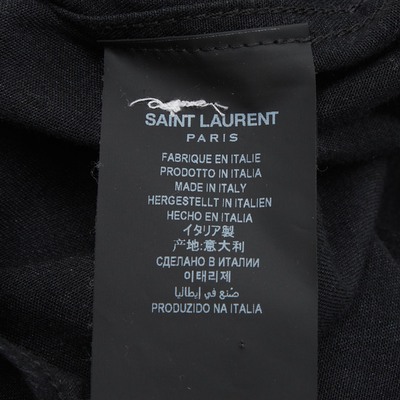 SAINT LAURENT
PARIS
FABRIQUE EN ITALIE
PRODOTTO IN ITALIA
MADE IN ITALY
HERGESTELLT IN ITALIEN
HECHO EN ITALIA
イタリア製
产地:意大利
СДЕЛАНО В ИТАЛИИ
이태리제
صنع في إيطاليا
PRODUZIDO NA ITALIA